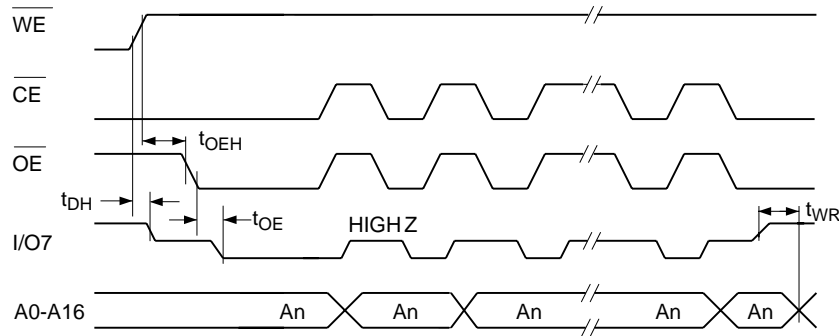 WE
CE
tOEH
OE
tDH
tOE
tWR
I/O7
HIGH Z
A0-A16
An
An
An
An
An